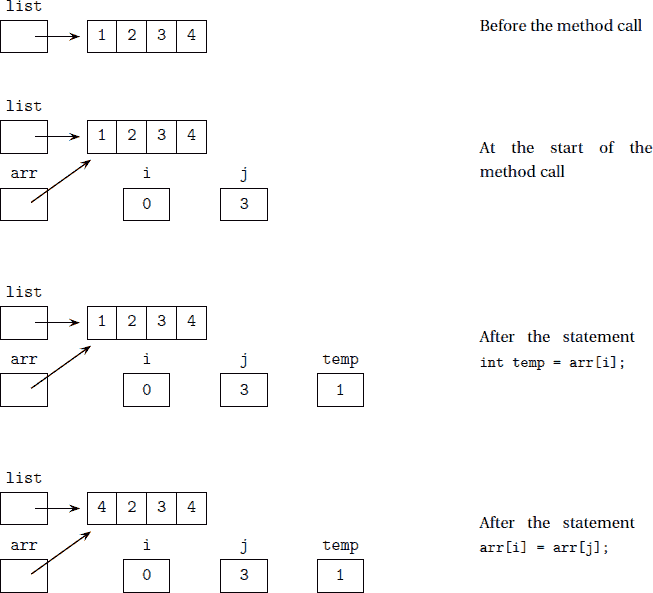 list
1 2 3 4
Before the method call
list
1 2 3 4
At the start of the
method call
arr i j
0 3
list
1 2 3 4
After the statement
int temp = arr[i];
arr i j temp
0 3 1
list
4 2 3 4
After the statement
arr[i] = arr[j];
arr i j temp
0 3 1